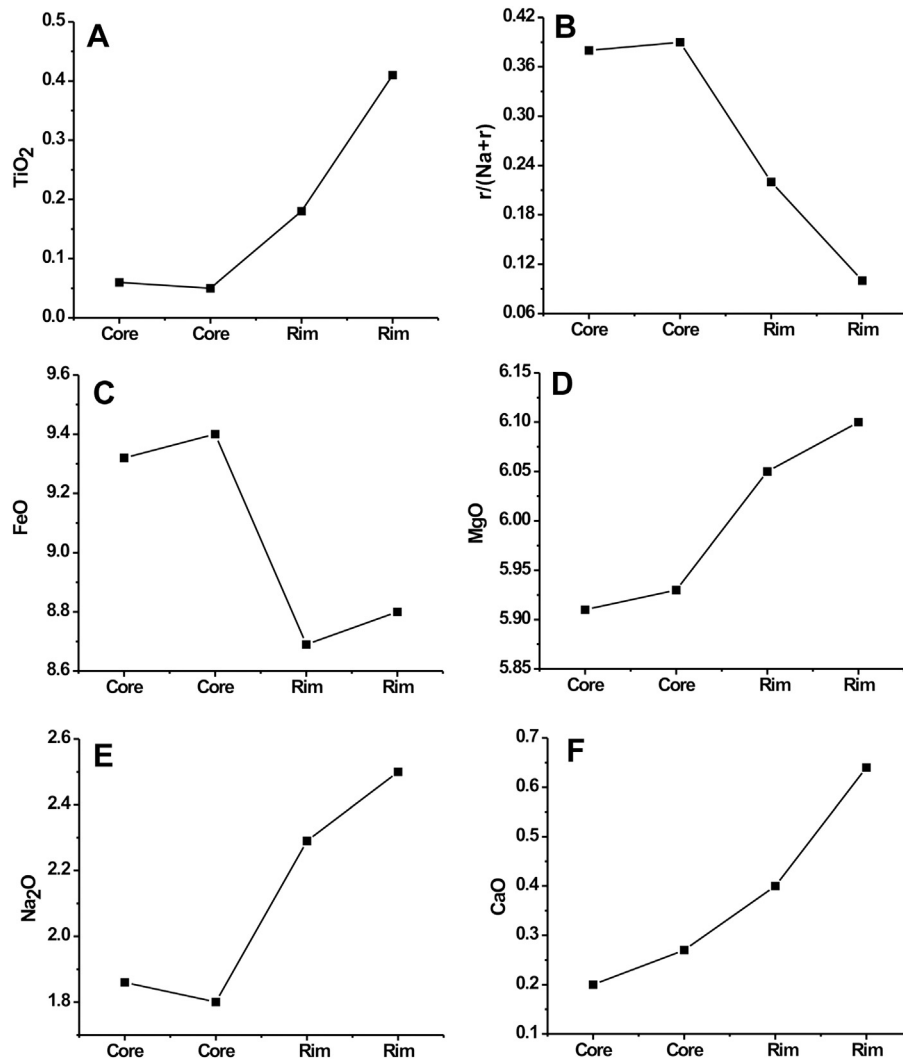 A
TiO2
0.5
0.4
0.3
0.2
0.1
0.0
Core Core Rim Rim
B
r/(Na+r)
0.42
0.36
0.30
0.24
0.18
0.12
0.06
Core Core Rim Rim
C
FeO
9.6
9.4
9.2
9.0
8.8
8.6
Core Core Rim Rim
D
MgO
6.15
6.10
6.05
6.00
5.95
5.90
5.85
Core Core Rim Rim
E
Na2O
2.6
2.4
2.2
2.0
1.8
Core Core Rim Rim
F
CaO
0.7
0.6
0.5
0.4
0.3
0.2
0.1
Core Core Rim Rim